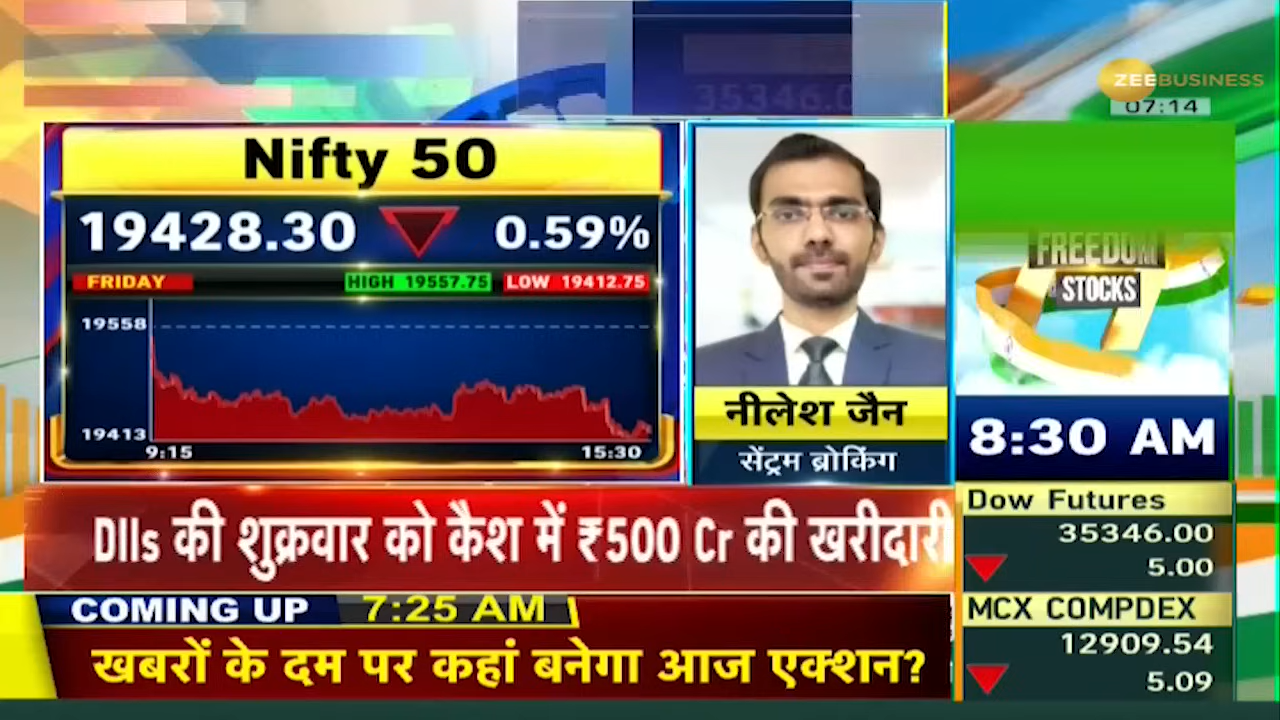 35346.0
ZEEBUSINESS
07:14
Nifty 50
19428.30 0.59%
FRIDAY HIGH 19557.75 LOW 19412.75
19558
19413
9:15 15:30
नीलेश जैन
सेंट्रम ब्रोकिंग
FREEDOM
STOCKS
8:30 AM
DIIs की शुक्रवार को कैश में ₹500 Cr की खरीदारी
COMING UP 7:25 AM
खबरों के दम पर कहां बनेगा आज एक्शन?
Dow Futures
35346.00
5.00
MCX COMPDEX
12909.54
5.09